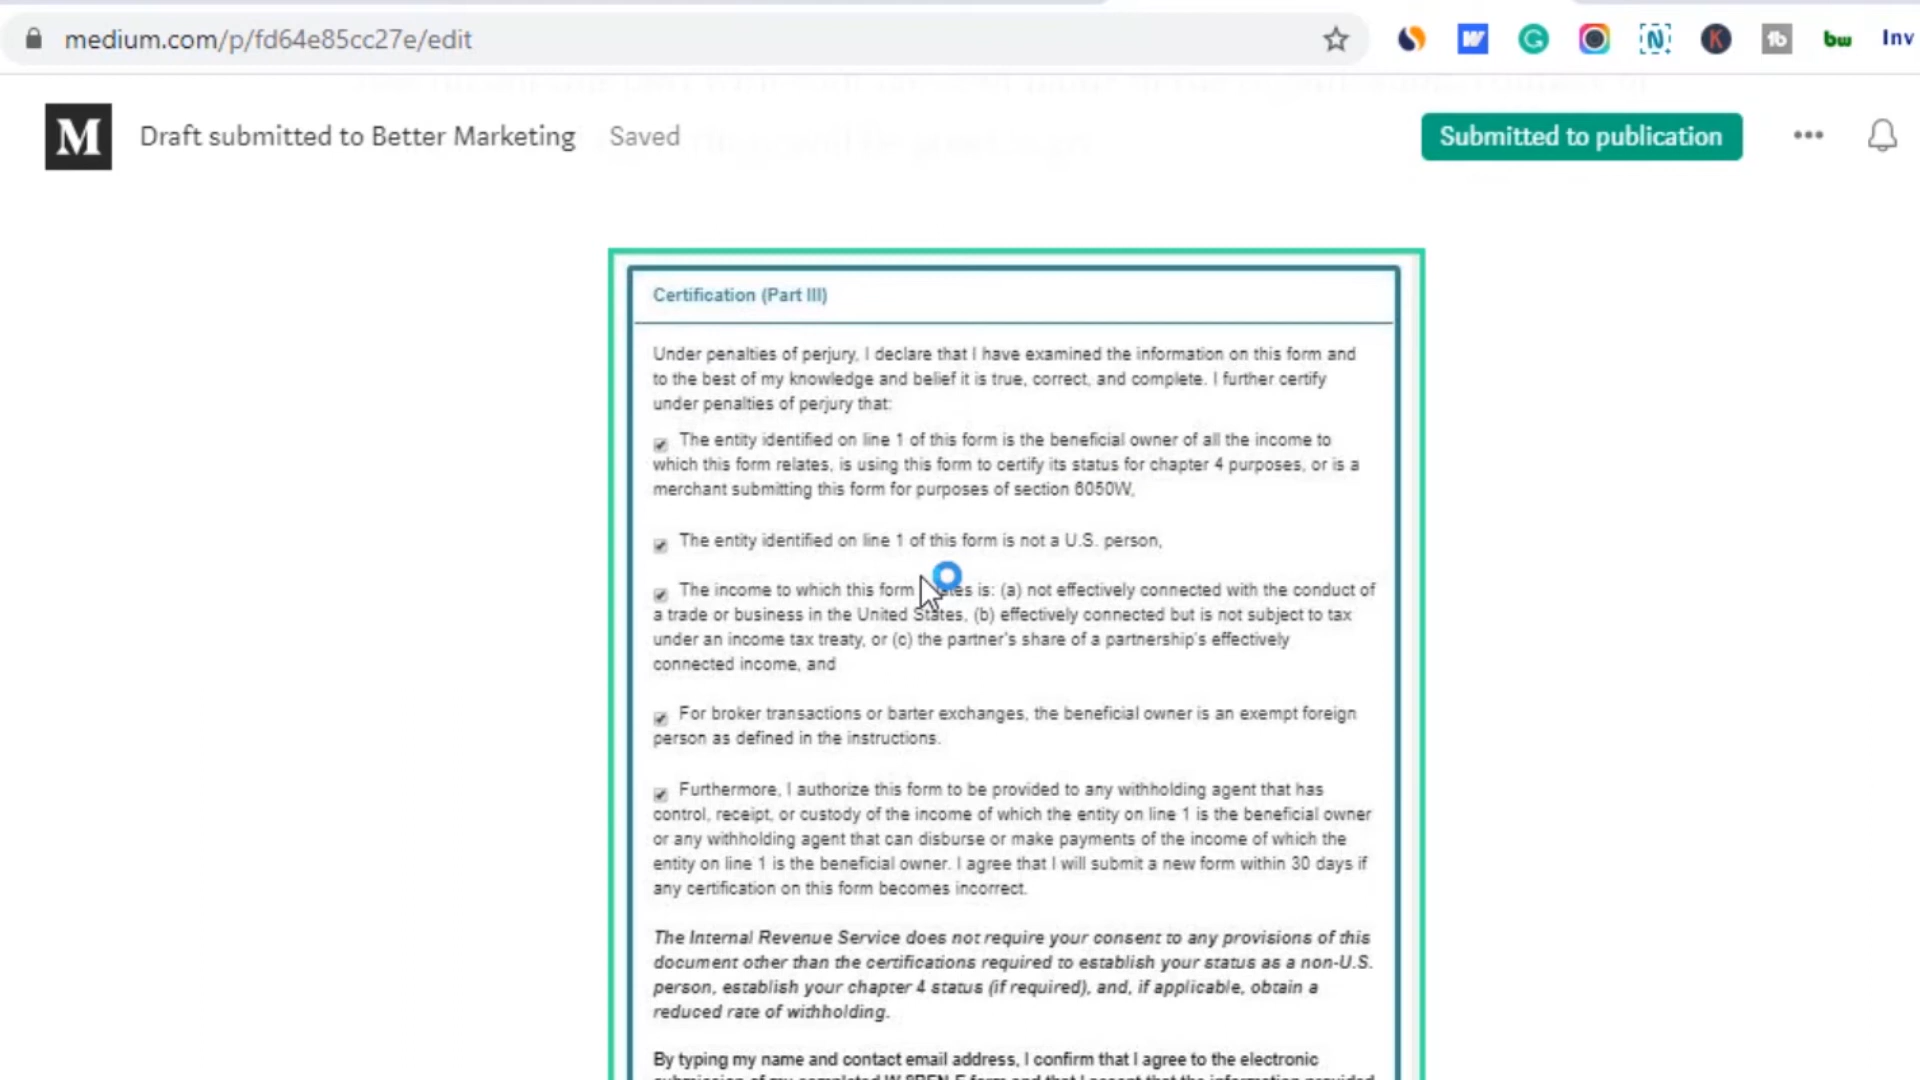 medium.com/p/fd64e85cc27e/edit
bw
Inv
M Draft submitted to Better Marketing Saved
Submitted to publication
Certification (Part III)
Under penalties of perjury, I declare that I have examined the information on this form and
to the best of my knowledge and belief it is true, correct, and complete. I further certify
under penalties of perjury that:
The entity identified on line 1 of this form is the beneficial owner of all the income to
which this form relates, is using this form to certify its status for chapter 4 purposes, or is a
merchant submitting this form for purposes of section 6050W,
The entity identified on line 1 of this form is not a U.S. person,
The income to which this form is: (a) not effectively connected with the conduct of
a trade or business in the United States, (b) effectively connected but is not subject to tax
under an income tax treaty, or (c) the partner's share of a partnership's effectively
connected income, and
For broker transactions or barter exchanges, the beneficial owner is an exempt foreign
person as defined in the instructions.
Furthermore, I authorize this form to be provided to any withholding agent that has
control, receipt, or custody of the income of which the entity on line 1 is the beneficial owner
or any withholding agent that can disburse or make payments of the income of which the
entity on line 1 is the beneficial owner. I agree that I will submit a new form within 30 days if
any certification on this form becomes incorrect.
The Internal Revenue Service does not require your consent to any provisions of this
document other than the certifications required to establish your status as a non-U.S.
person, establish your chapter 4 status (if required), and, if applicable, obtain a
reduced rate of withholding.
By typing my name and contact email address, I confirm that I agree to the electronic